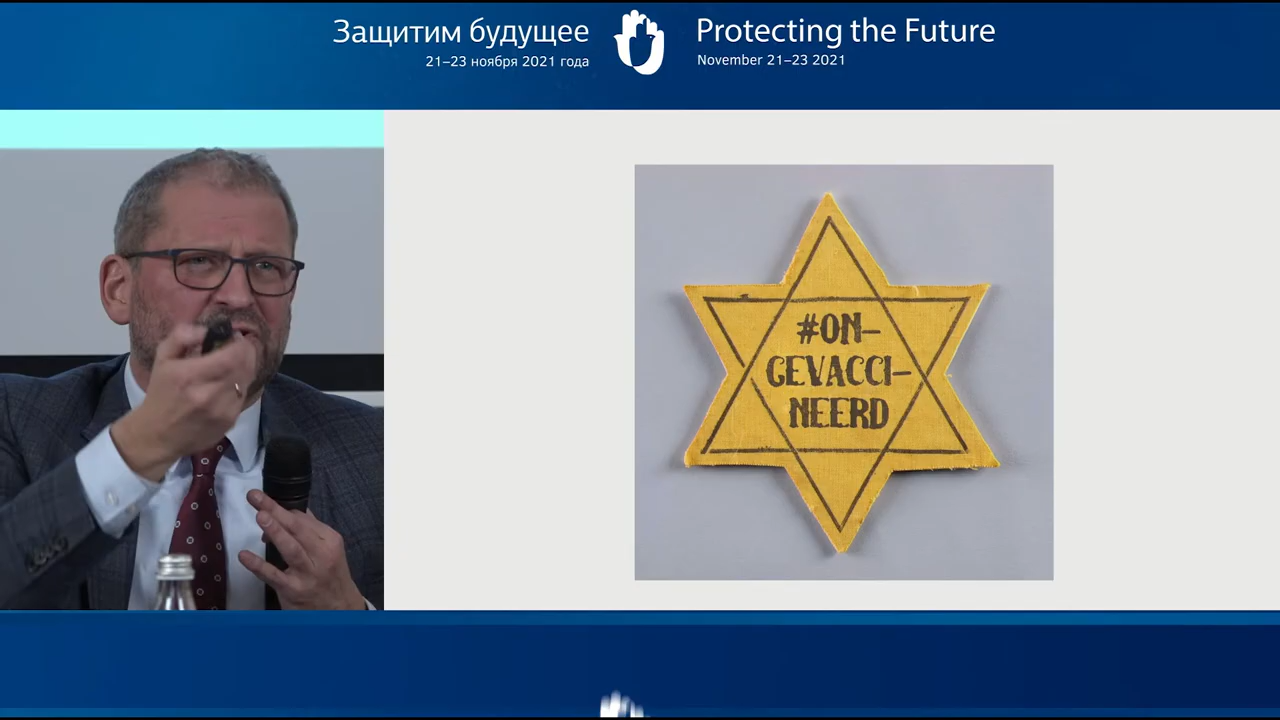 Защитим будущее
21–23 ноября 2021 года
Protecting the Future
November 21–23 2021
#ON–
GEVACCI–
NEERD